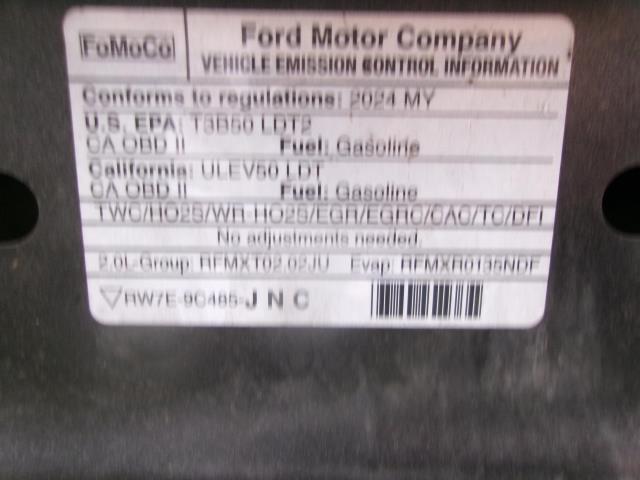 FoMoCo
Ford Motor Company
VEHICLE EMISSION CONTROL INFORMATION
Conforms to regulations: 2024 MY
U.S. EPA: T3B50 LDT2
CA OBD II Fuel: Gasoline
California: ULEV50 LDT
CA OBD II Fuel: Gasoline
TWC/HO2S/WR-HO2S/EGR/EGRC/CAC/TC/DFI
No adjustments needed.
2.0L-Group: RFMXT02.02JU Evap: RFMXR0135NDF
RW7E-9C485-J N C